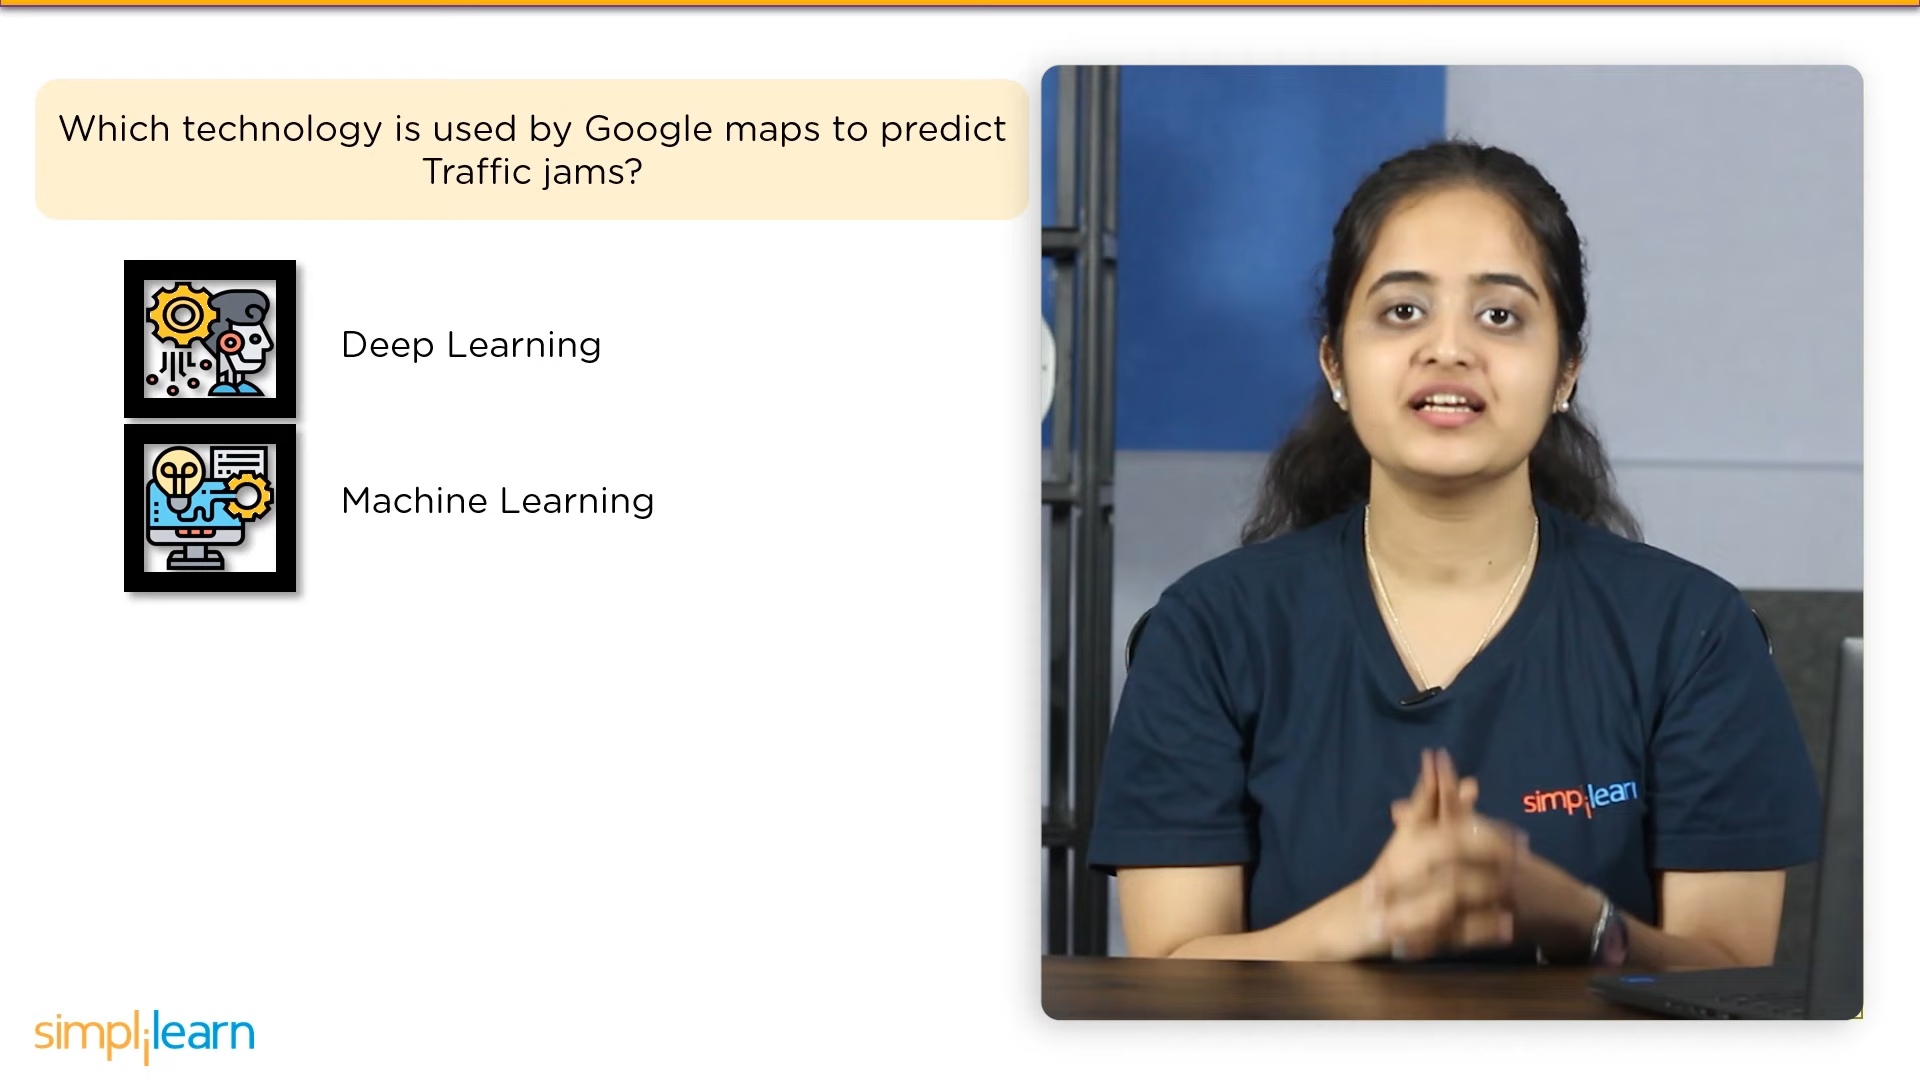 Which technology is used by Google maps to predict
Traffic jams?
Deep Learning
Machine Learning
simplilearn
simplilearn